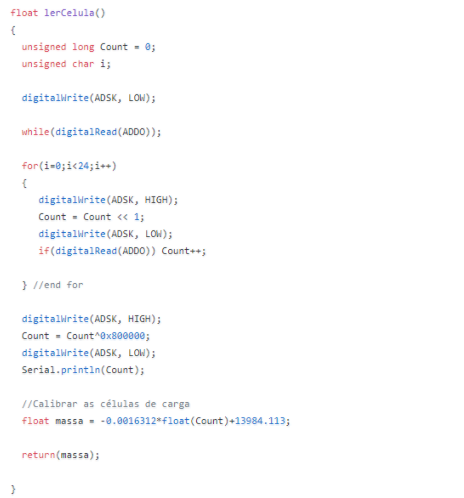 float lerCelula()
{
unsigned long Count = 0;
unsigned char i;
digitalWrite(ADSK, LOW);
while(digitalRead(ADDO));
for(i=0;i<24;i++)
{
digitalWrite(ADSK, HIGH);
Count = Count << 1;
digitalWrite(ADSK, LOW);
if(digitalRead(ADDO)) Count++;
} //end for
digitalWrite(ADSK, HIGH);
Count = Count^0x800000;
digitalWrite(ADSK, LOW);
Serial.println(Count);
//Calibrar as células de carga
float massa = -0.0016312*float(Count)+13984.113;
return(massa);
}